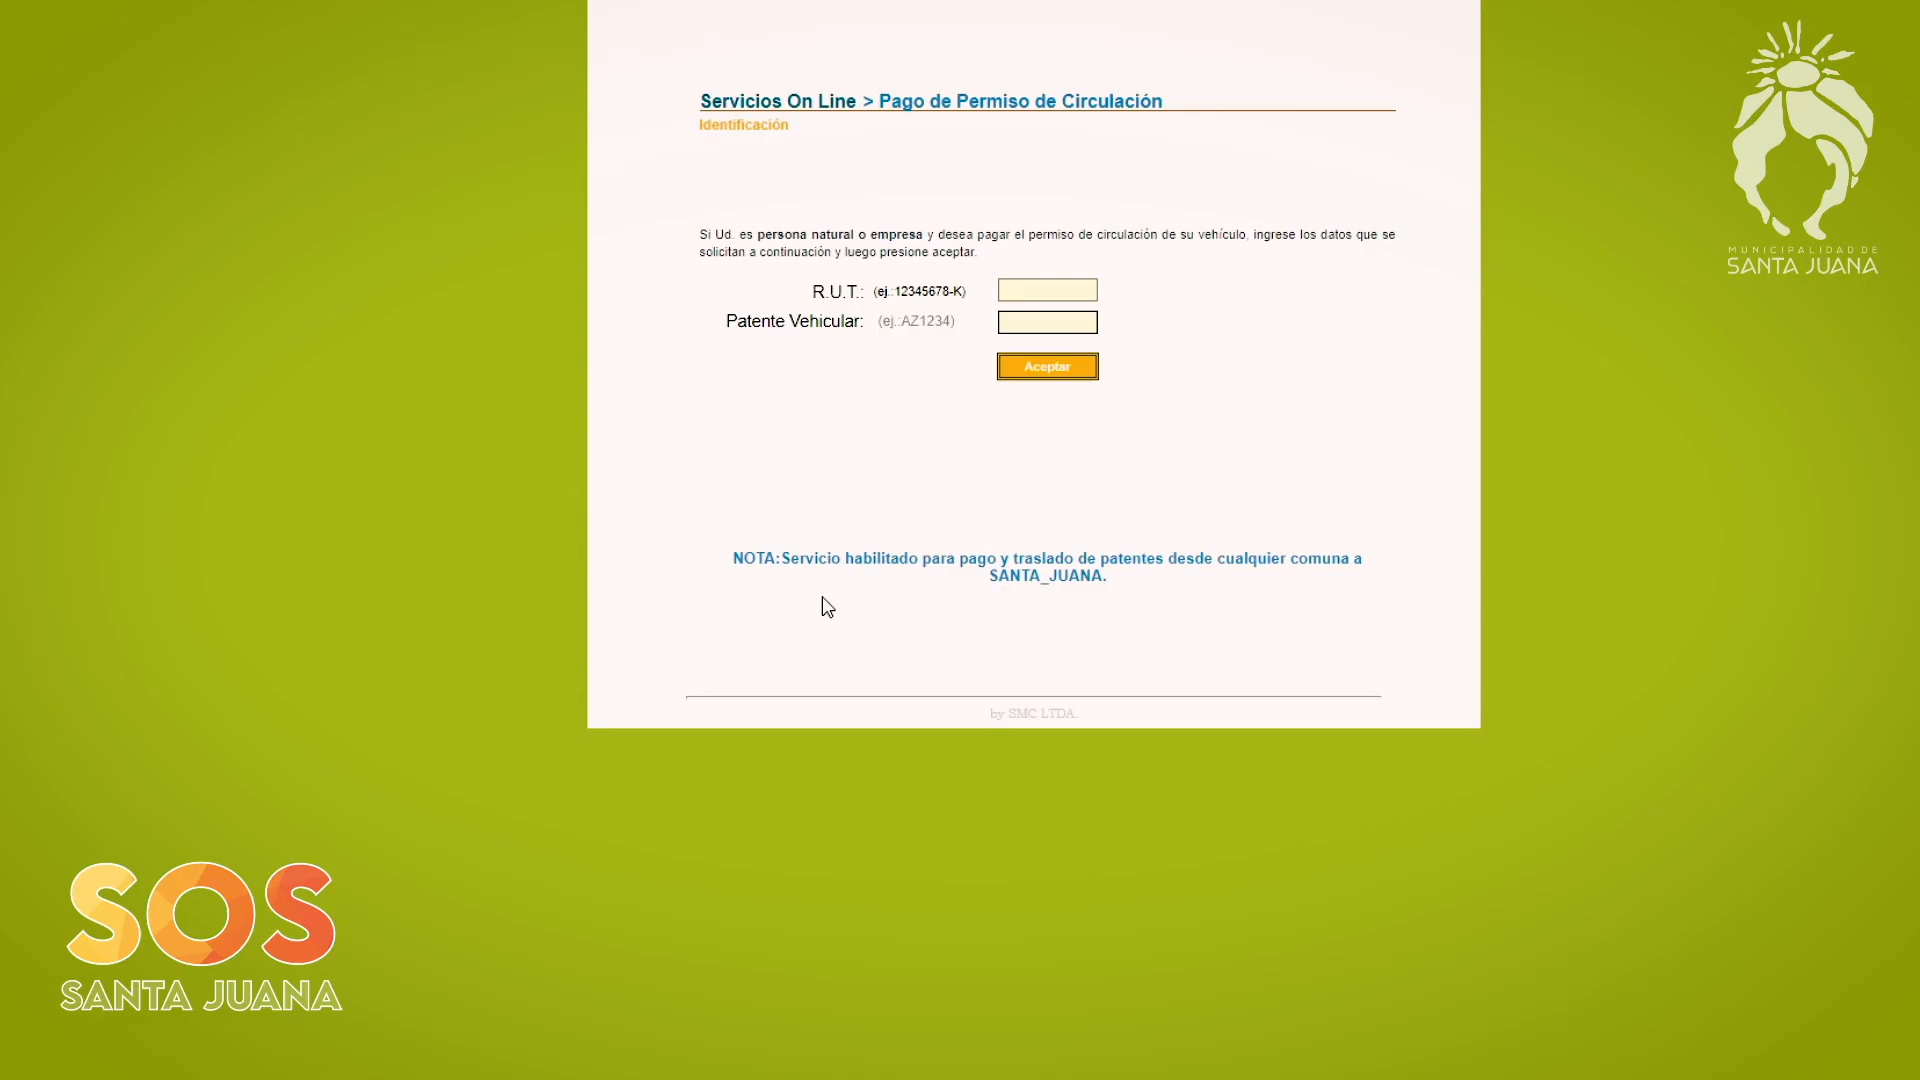 Servicios On Line > Pago de Permiso de Circulación
Identificación
Si Ud. es persona natural o empresa y desea pagar el permiso de circulación de su vehículo, ingrese los datos que se
solicitan a continuación y luego presione aceptar.
R.U.T.: (ej.:12345678-K)
Patente Vehicular: (ej.:AZ1234)
Aceptar
NOTA:Servicio habilitado para pago y traslado de patentes desde cualquier comuna a
SANTA_JUANA.
by SMC LTDA.
MUNICIPALIDAD DE
SANTA JUANA
SOS
SANTA JUANA